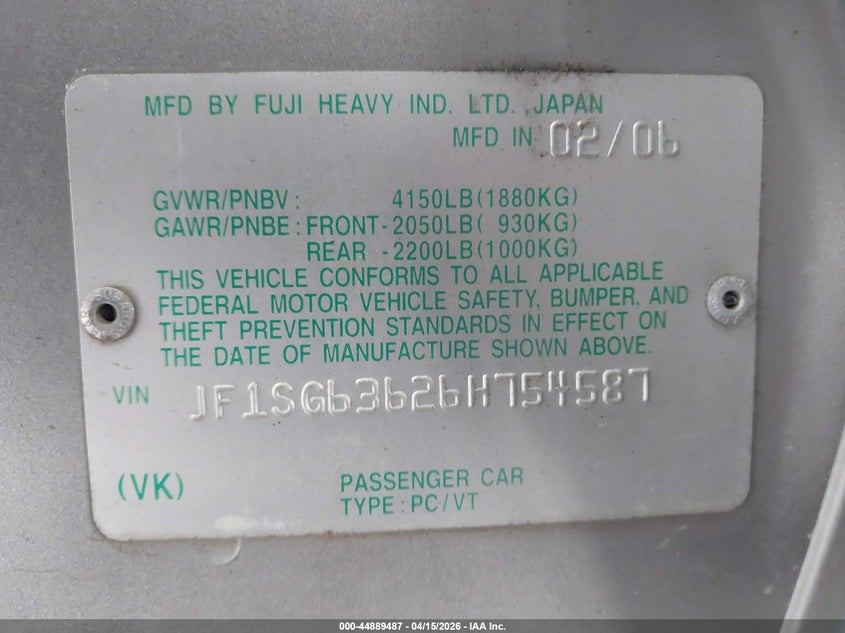 MFD BY FUJI HEAVY IND. LTD. JAPAN
MFD IN 02/06
GVWR/PNBV: 4150LB(1880KG)
GAWR/PNBE: FRONT-2050LB( 930KG)
REAR -2200LB(1000KG)
THIS VEHICLE CONFORMS TO ALL APPLICABLE
FEDERAL MOTOR VEHICLE SAFETY, BUMPER, AND
THEFT PREVENTION STANDARDS IN EFFECT ON
THE DATE OF MANUFACTURE SHOWN ABOVE.
VIN JF1SG63626H754587
(VK) PASSENGER CAR
TYPE: PC/VT
000-44889487 - 04/15/2026 - IAA Inc.